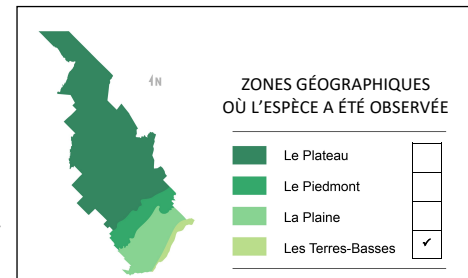 N
ZONES GÉOGRAPHIQUES
OÙ L’ESPÈCE A ÉTÉ OBSERVÉE
Le Plateau
Le Piedmont
La Plaine
Les Terres-Basses ✓